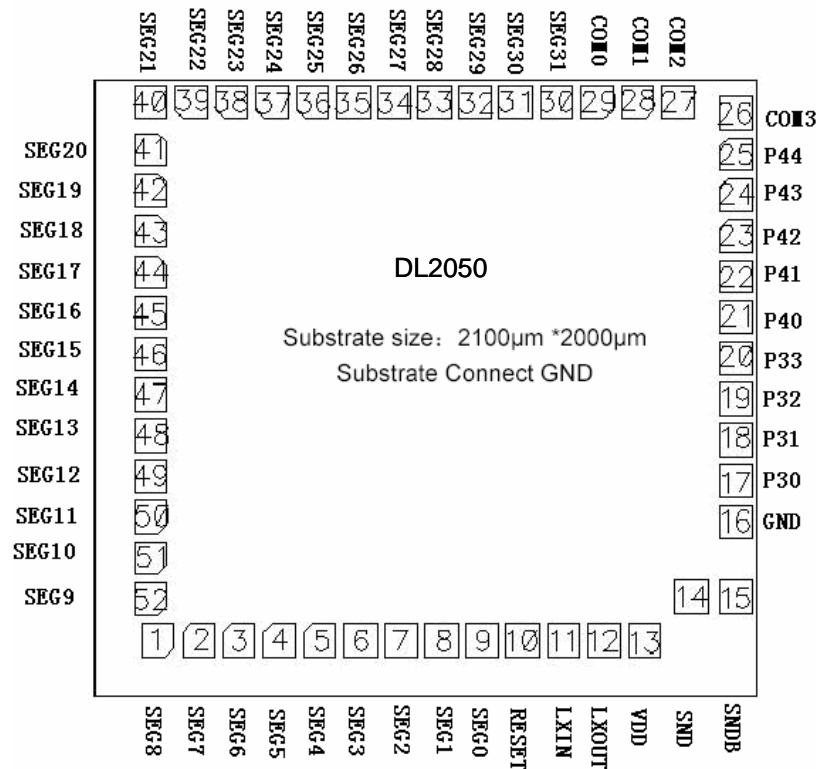 SEG21 SEG22 SEG23 SEG24 SEG25 SEG26 SEG27 SEG28 SEG29 SEG30 SEG31 COM0 COM1 COM2
40 39 38 37 36 35 34 33 32 31 30 29 28 27
26 COM3
SEG20 41 25 P44
SEG19 42 24 P43
SEG18 43 23 P42
SEG17 44 DL2050 22 P41
SEG16 45 21 P40
Substrate size: 2100μm *2000μm
SEG15 46 20 P33
Substrate Connect GND
SEG14 47 19 P32
SEG13 48 18 P31
SEG12 49 17 P30
SEG11 50 16 GND
SEG10 51
SEG9 52 14 15
1 2 3 4 5 6 7 8 9 10 11 12 13
SEG8 SEG7 SEG6 SEG5 SEG4 SEG3 SEG2 SEG1 SEG0 RESET LXIN LXOUT VDD SND SNDB